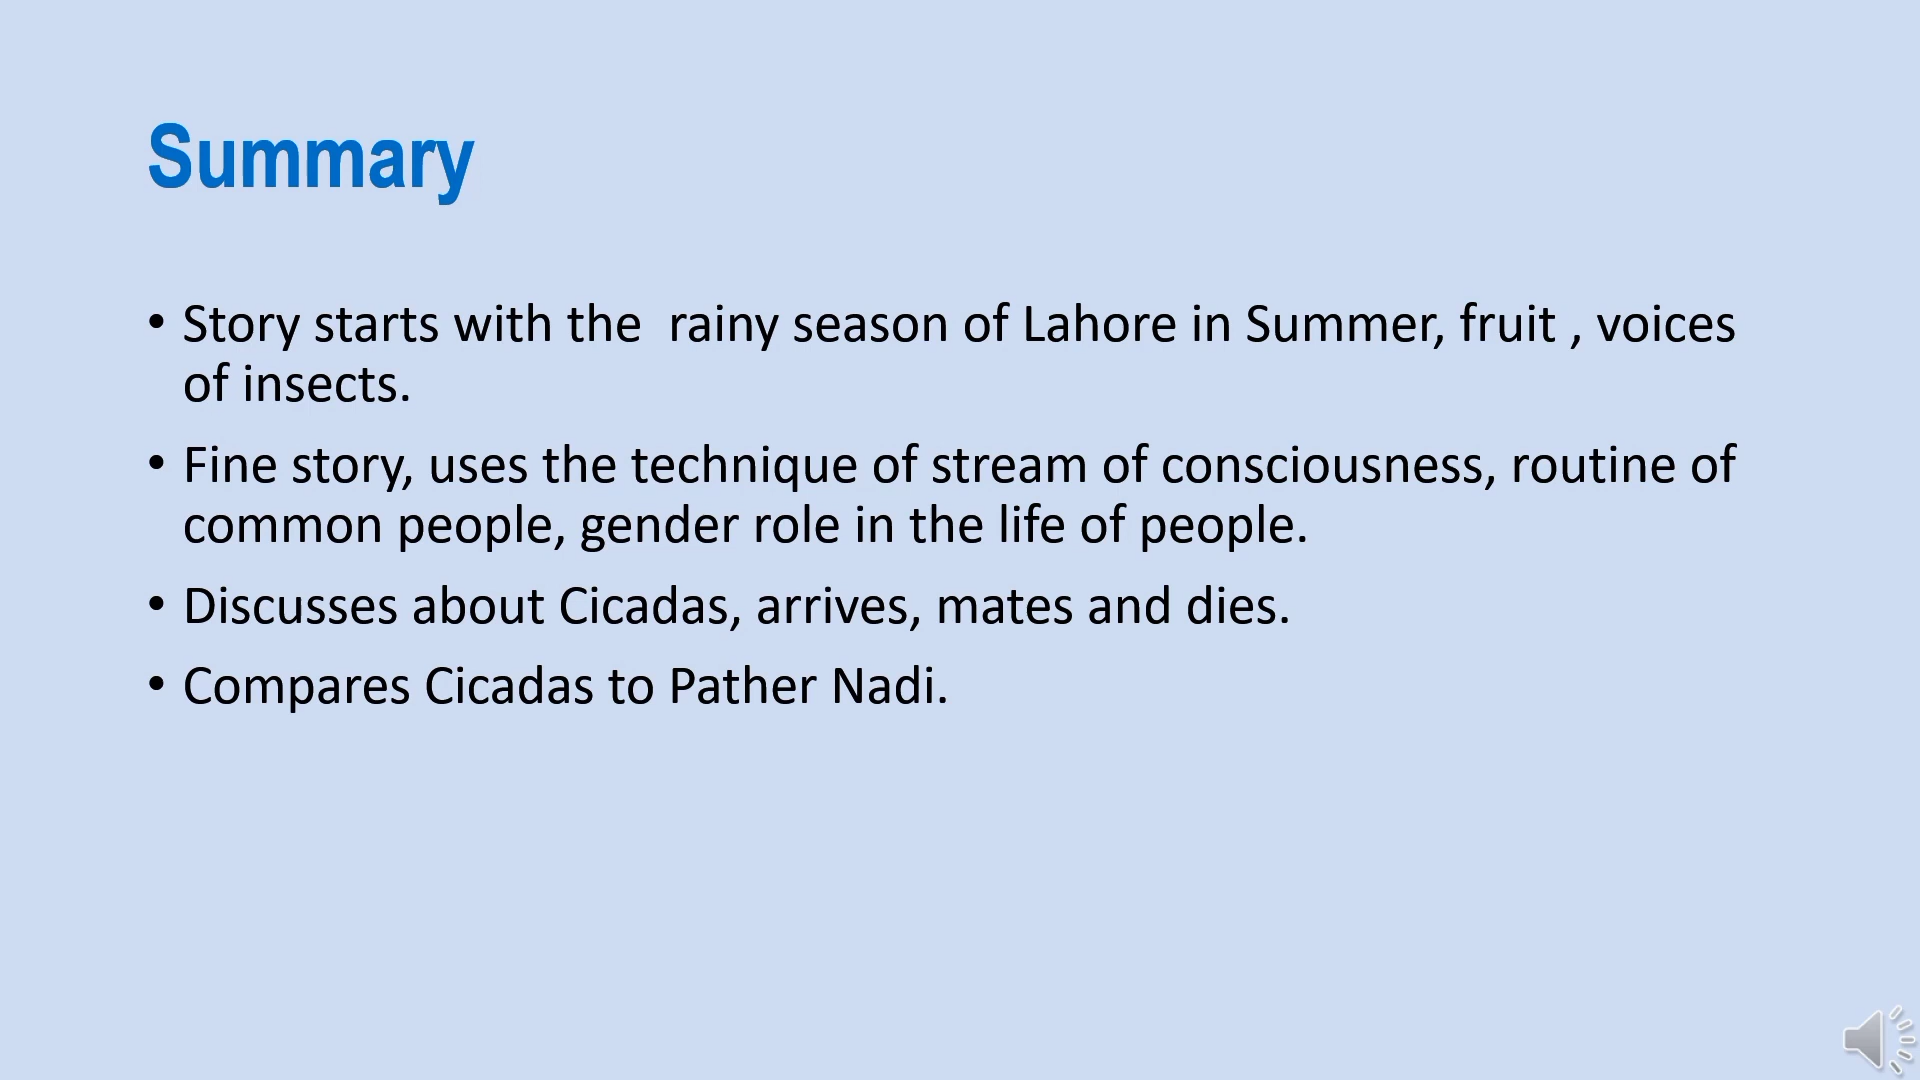 Summary
• Story starts with the  rainy season of Lahore in Summer, fruit , voices
of insects.
• Fine story, uses the technique of stream of consciousness, routine of
common people, gender role in the life of people.
• Discusses about Cicadas, arrives, mates and dies.
• Compares Cicadas to Pather Nadi.